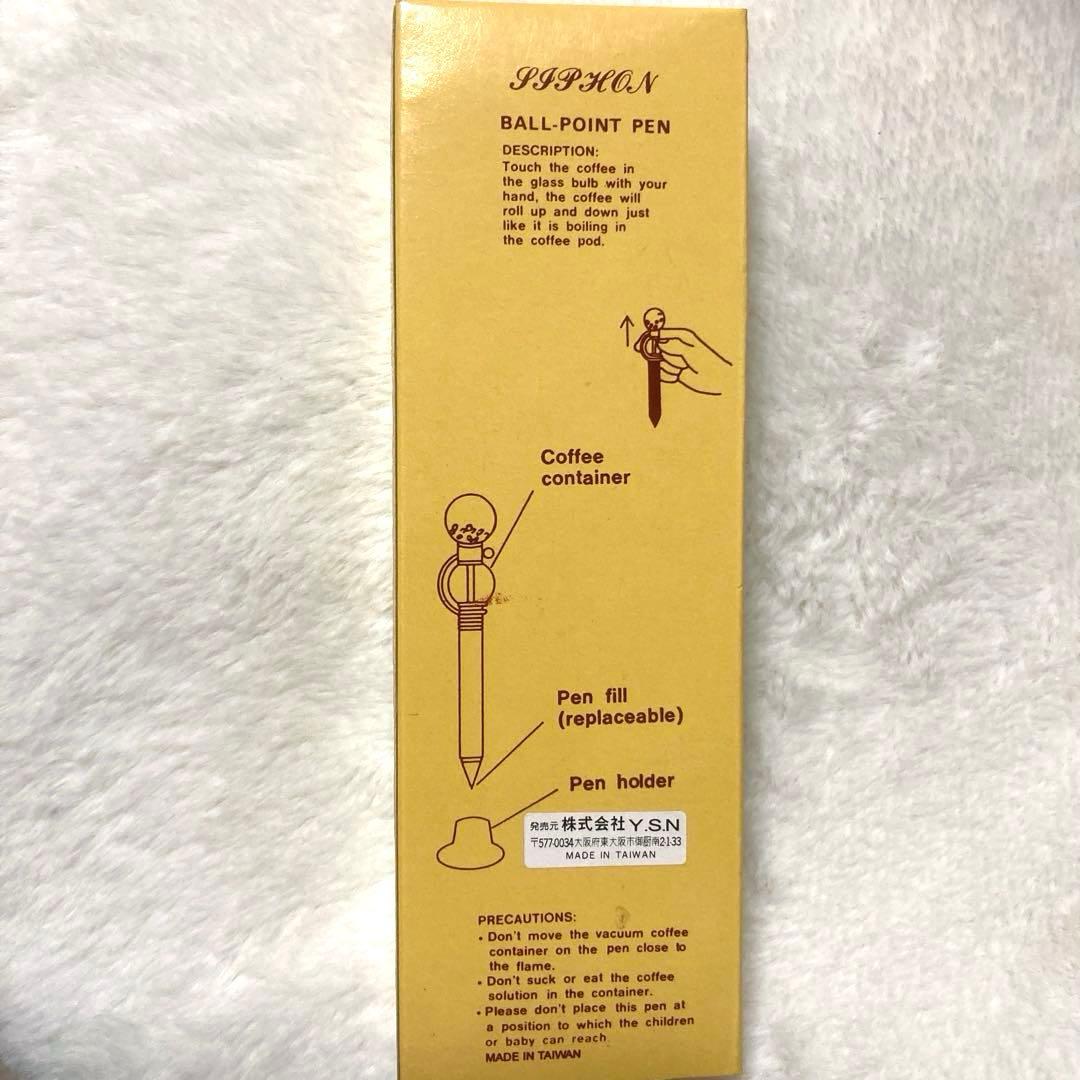 SIPHON
BALL-POINT PEN
DESCRIPTION:
Touch the coffee in
the glass bulb with your
hand, the coffee will
roll up and down just
like it is boiling in
the coffee pod.
Coffee
container
Pen fill
(replaceable)
Pen holder
発売元 株式会社Y.S.N
〒577-0034大阪府東大阪市御厨南2-1-33
MADE IN TAIWAN
PRECAUTIONS:
• Don't move the vacuum coffee
container on the pen close to
the flame.
• Don't suck or eat the coffee
solution in the container.
• Please don't place this pen at
a position to which the children
or baby can reach.
MADE IN TAIWAN